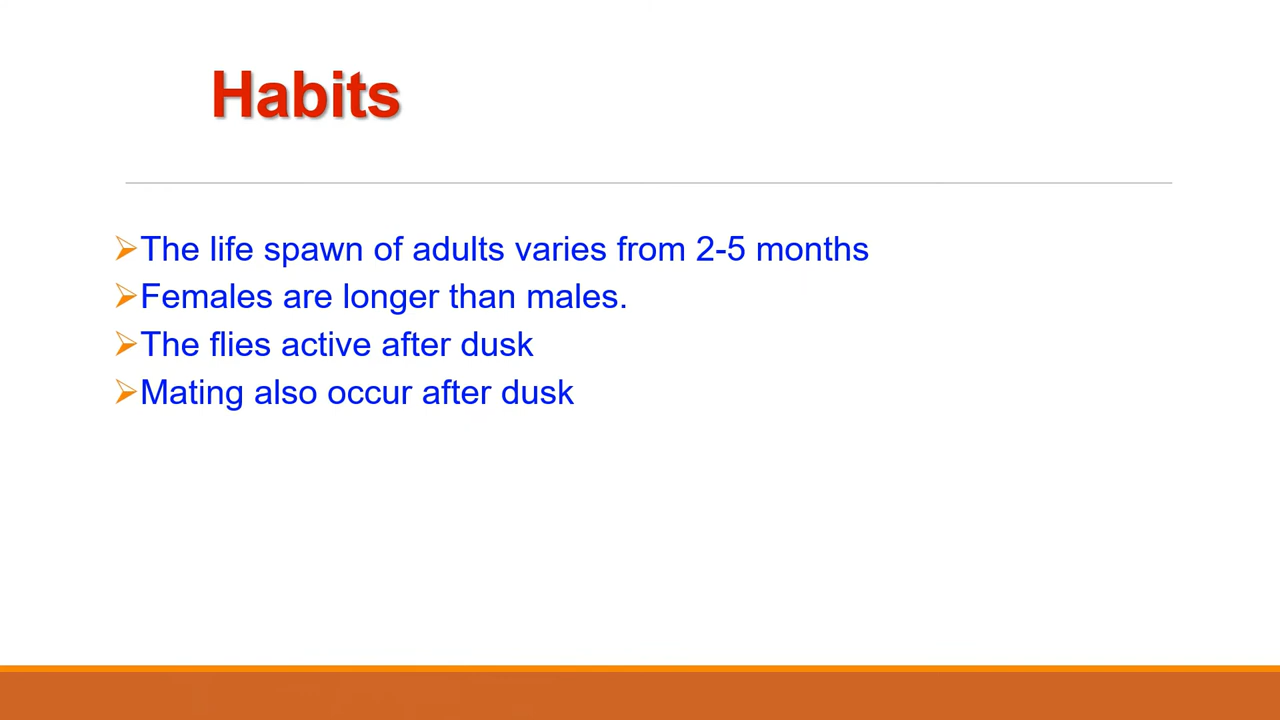 Habits
The life spawn of adults varies from 2-5 months
Females are longer than males.
The flies active after dusk
Mating also occur after dusk